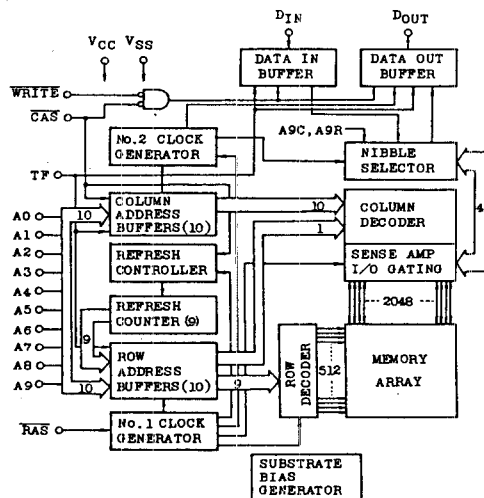 DIN
DOUT
VCC
VSS
DATA IN
BUFFER
DATA OUT
BUFFER
WRITE
CAS
No.2 CLOCK
GENERATOR
A9C, A9R
NIBBLE
SELECTOR
TF
COLUMN
ADDRESS
BUFFERS(10)
10
10
COLUMN
DECODER
1
4
A0
A1
A2
A3
A4
A5
A6
A7
A8
A9
REFRESH
CONTROLLER
SENSE AMP
I/O GATING
2048
REFRESH
COUNTER(9)
9
ROW
ADDRESS
BUFFERS(10)
10
9
ROW
DECODER
512
MEMORY
ARRAY
RAS
No.1 CLOCK
GENERATOR
SUBSTRATE
BIAS
GENERATOR